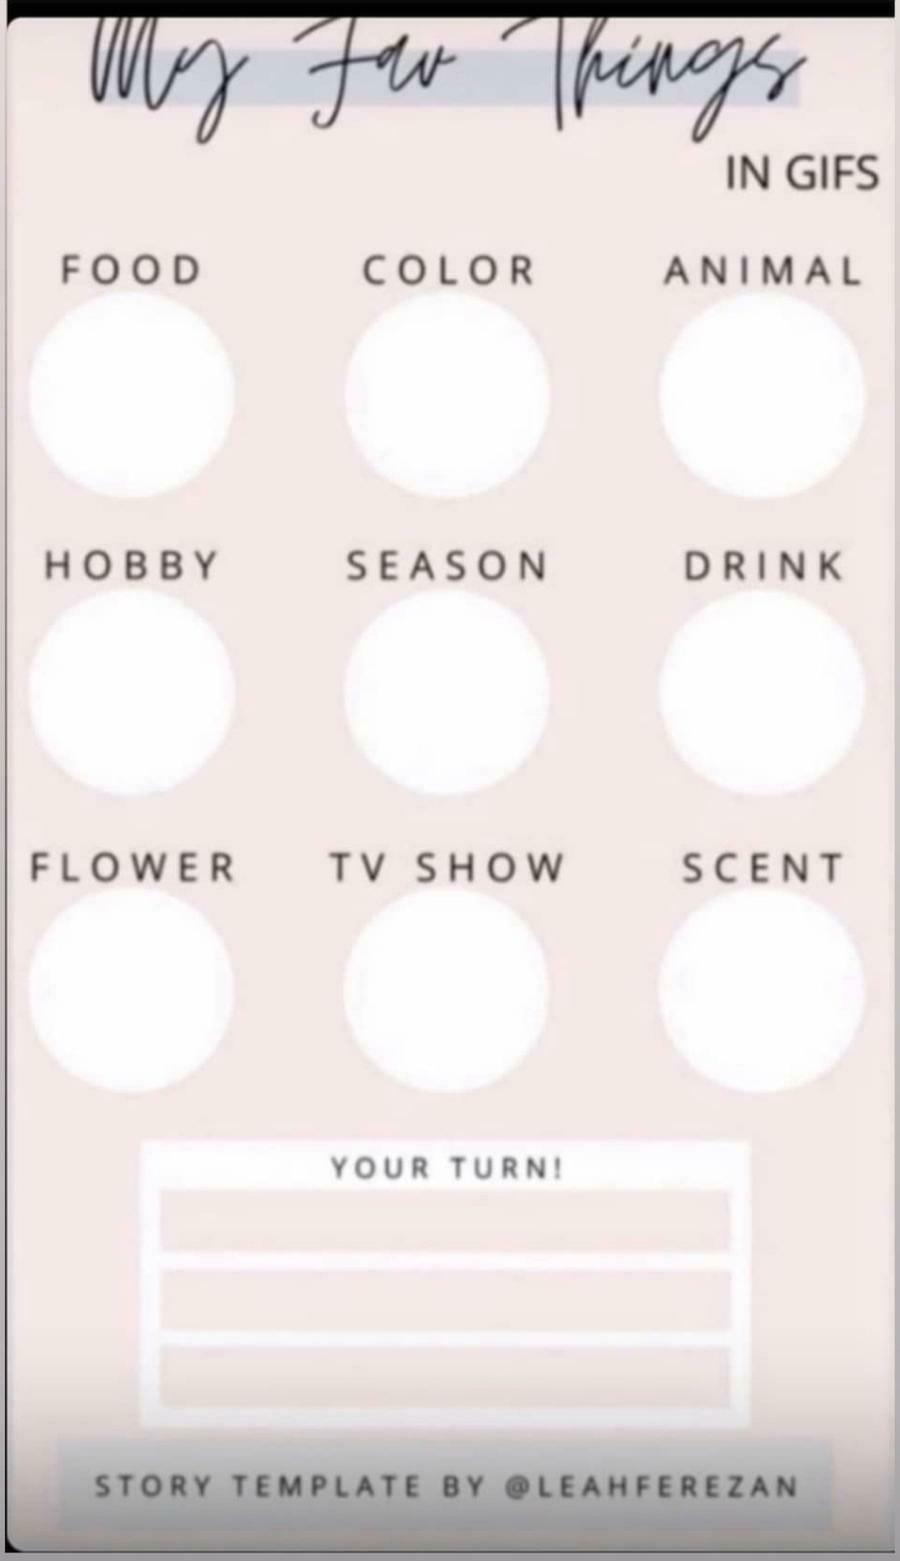 My Fav Things
IN GIFS
FOOD COLOR ANIMAL
HOBBY SEASON DRINK
FLOWER TV SHOW SCENT
YOUR TURN!
STORY TEMPLATE BY @LEAHFEREZAN